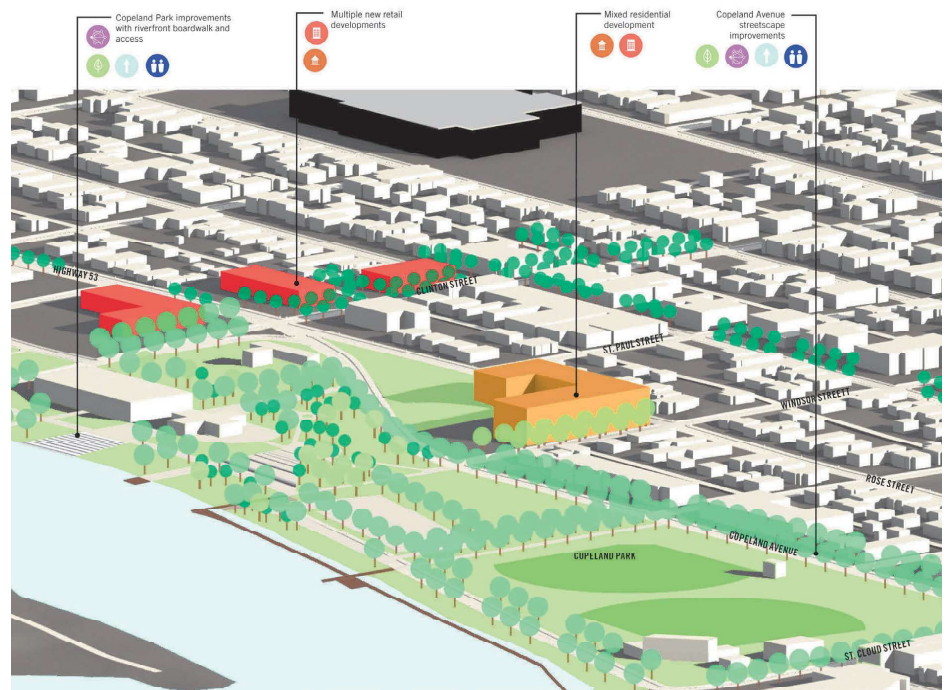 Copeland Park improvements
with riverfront boardwalk and
access
Multiple new retail
developments
Mixed residential
development
Copeland Avenue
streetscape
improvements
HIGHWAY 53
CLINTON STREET
ST. PAUL STREET
WINDSOR STREETT
ROSE STREET
COPELAND AVENUE
COPELAND PARK
ST. CLOUD STREET